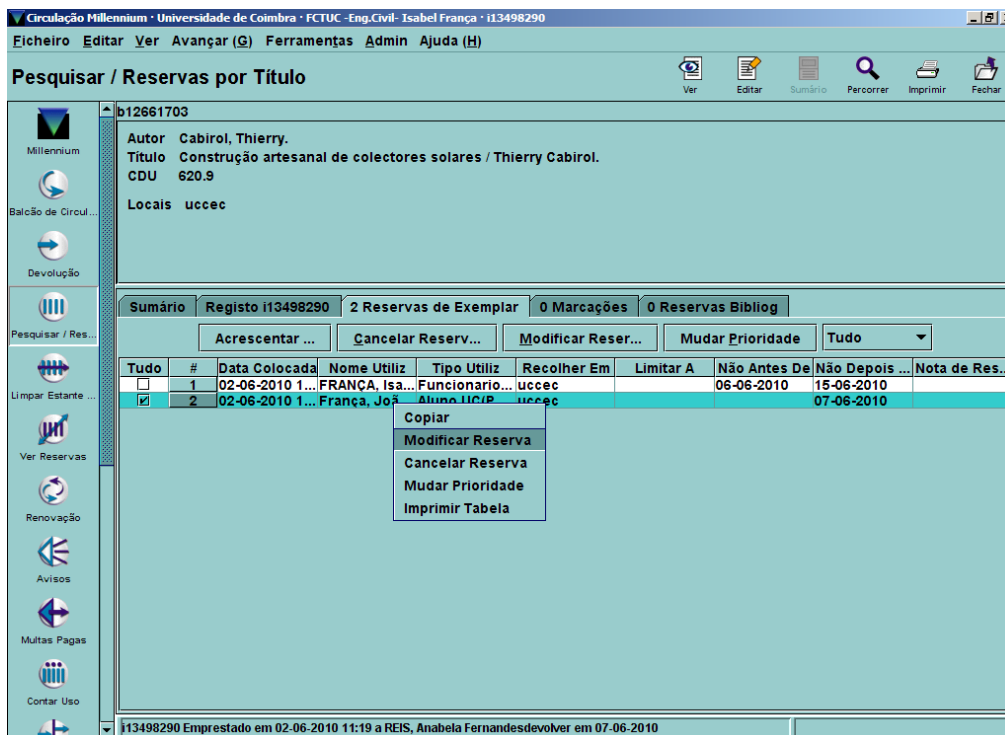 Circulação Millennium · Universidade de Coimbra · FCTUC -Eng.Civil- Isabel França · i13498290
Ficheiro Editar Ver Avançar (G) Ferramentas Admin Ajuda (H)
Pesquisar / Reservas por Título
Ver Editar Sumário Percorrer Imprimir Fechar
Millennium
Balcão de Circul...
Devolução
Pesquisar / Res...
Limpar Estante ...
Ver Reservas
Renovação
Avisos
Multas Pagas
Contar Uso
b12661703
Autor Cabirol, Thierry.
Título Construção artesanal de colectores solares / Thierry Cabirol.
CDU 620.9
Locais uccec
Sumário Registo i13498290 2 Reservas de Exemplar 0 Marcações 0 Reservas Bibliog
Acrescentar ... Cancelar Reserv... Modificar Reser... Mudar Prioridade Tudo
Tudo # Data Colocada Nome Utiliz Tipo Utiliz Recolher Em Limitar A Não Antes De Não Depois ... Nota de Res...
1 02-06-2010 1... FRANÇA, Isa... Funcionario... uccec 06-06-2010 15-06-2010
2 02-06-2010 1... França, Joã... Aluno UC(P... uccec 07-06-2010
Copiar
Modificar Reserva
Cancelar Reserva
Mudar Prioridade
Imprimir Tabela
i13498290 Emprestado em 02-06-2010 11:19 a REIS, Anabela Fernandesdevolver em 07-06-2010